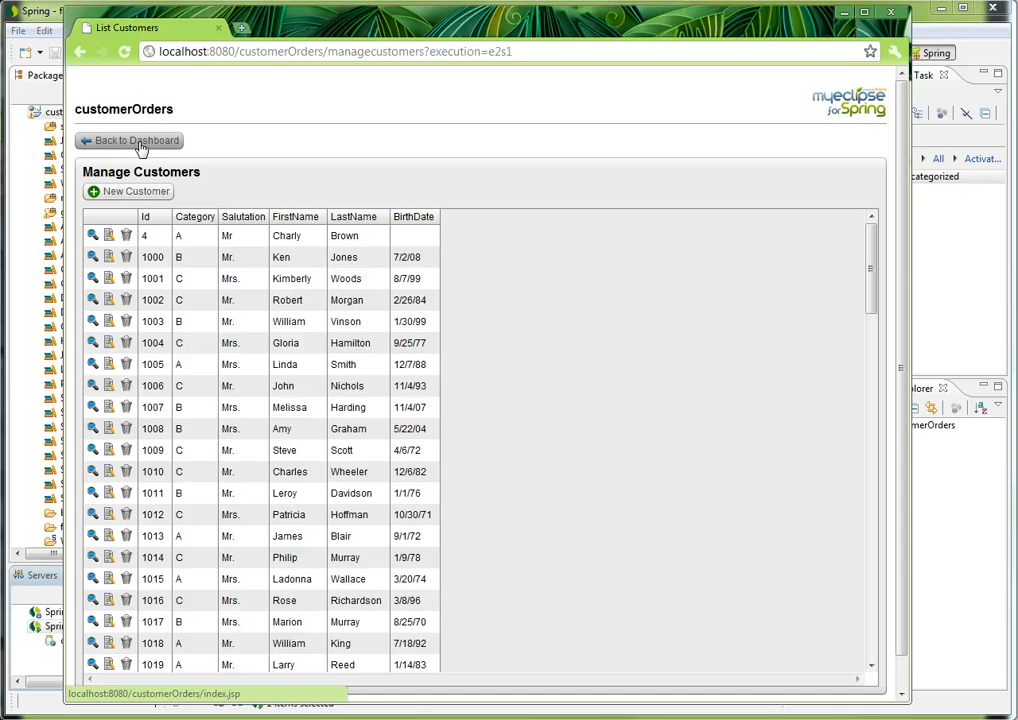 Spring - f
File Edit
Package
cust
List Customers
localhost:8080/customerOrders/managecustomers?execution=e2s1
customerOrders
myeclipse
for Spring
Back to Dashboard
Manage Customers
New Customer
Id Category Salutation FirstName LastName BirthDate
4 A Mr Charly Brown
1000 B Mr. Ken Jones 7/2/08
1001 C Mrs. Kimberly Woods 8/7/99
1002 C Mr. Robert Morgan 2/26/84
1003 B Mr. William Vinson 1/30/99
1004 C Mrs. Gloria Hamilton 9/25/77
1005 A Mrs. Linda Smith 12/7/88
1006 C Mr. John Nichols 11/4/93
1007 B Mrs. Melissa Harding 11/4/07
1008 B Mrs. Amy Graham 5/22/04
1009 C Mr. Steve Scott 4/6/72
1010 C Mr. Charles Wheeler 12/6/82
1011 B Mr. Leroy Davidson 1/1/76
1012 C Mrs. Patricia Hoffman 10/30/71
1013 A Mr. James Blair 9/1/72
1014 C Mr. Philip Murray 1/9/78
1015 A Mrs. Ladonna Wallace 3/20/74
1016 C Mrs. Rose Richardson 3/8/96
1017 B Mrs. Marion Murray 8/25/70
1018 A Mr. William King 7/18/92
1019 A Mr. Larry Reed 1/14/83
localhost:8080/customerOrders/index.jsp
Servers
Sprin
Sprin
Spring
Task
All Activat...
categorized
plorer
merOrders